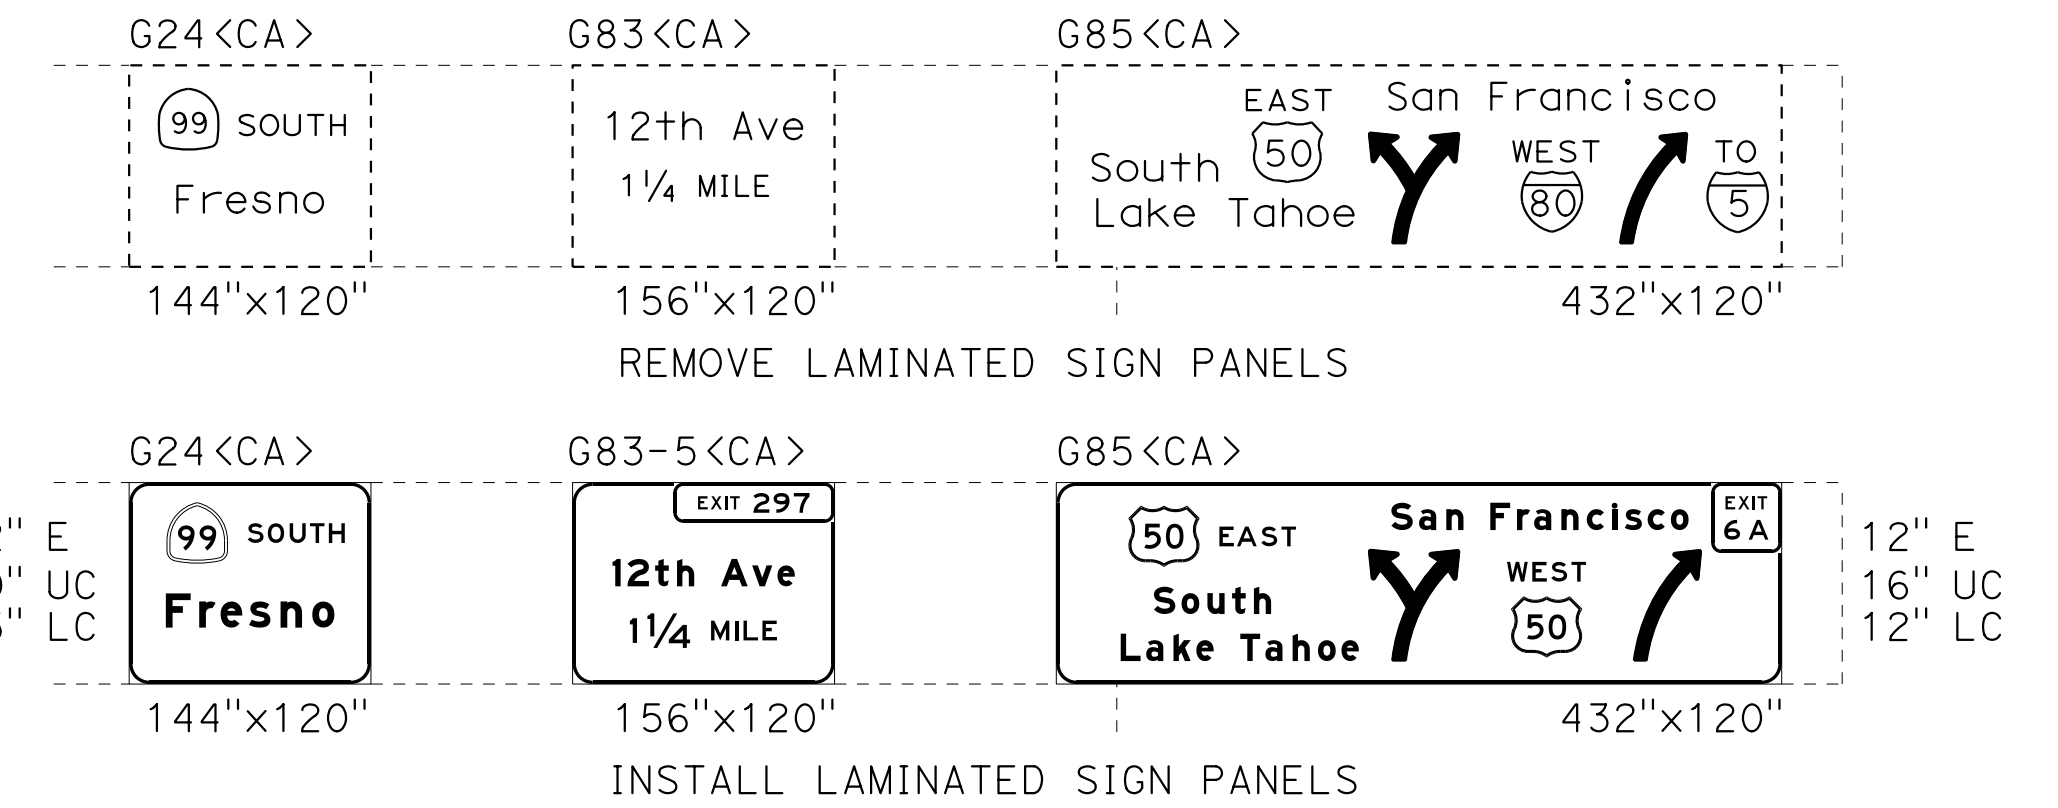 G24<CA>
G83<CA>
G85<CA>
99 SOUTH
Fresno
12th Ave
1 1/4 MILE
EAST
50
South
Lake Tahoe
San Francisco
WEST
80
TO
5
144"x120"
156"x120"
432"x120"
REMOVE LAMINATED SIGN PANELS
G24<CA>
G83-5<CA>
G85<CA>
" E
" UC
" LC
99 SOUTH
Fresno
EXIT 297
12th Ave
1 1/4 MILE
50 EAST
South
Lake Tahoe
San Francisco
WEST
50
EXIT
6A
12" E
16" UC
12" LC
144"x120"
156"x120"
432"x120"
INSTALL LAMINATED SIGN PANELS